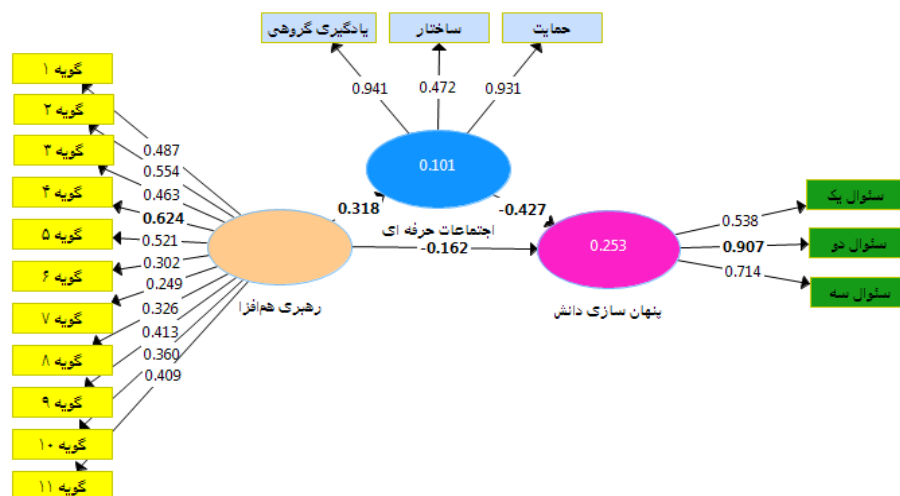 یادگیری گروهی
ساختار
حمایت
گویه ۱
گویه ۲
گویه ۳
گویه ۴
گویه ۵
گویه ۶
گویه ۷
گویه ۸
گویه ۹
گویه ۱۰
گویه ۱۱
0.941
0.472
0.931
0.487
0.554
0.463
0.624
0.521
0.302
0.249
0.326
0.413
0.360
0.409
رهبری هم‌افزا
0.318
0.101
اجتماعات حرفه ای
-0.427
-0.162
0.253
پنهان سازی دانش
0.538
0.907
0.714
سئوال یک
سئوال دو
سئوال سه